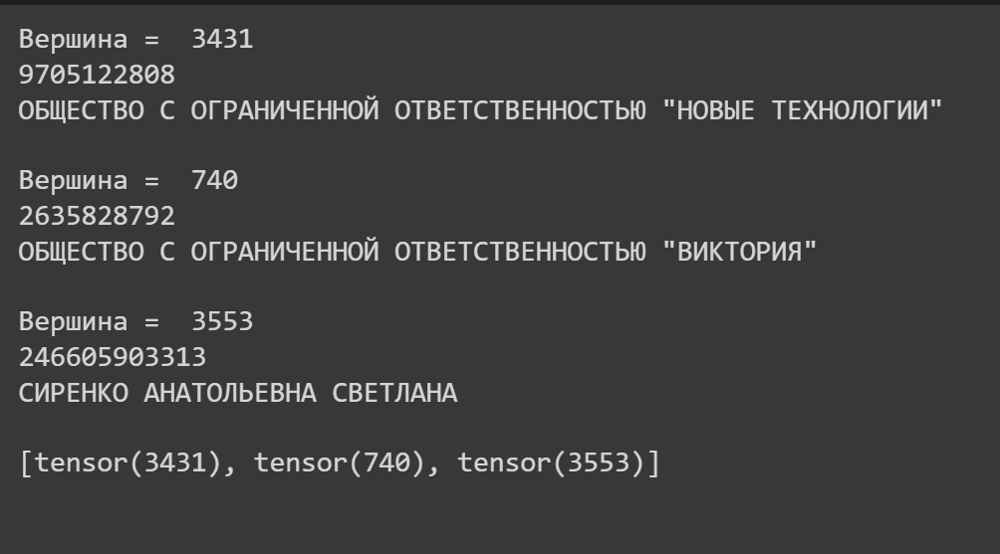 Вершина =  3431
9705122808
ОБЩЕСТВО С ОГРАНИЧЕННОЙ ОТВЕТСТВЕННОСТЬЮ "НОВЫЕ ТЕХНОЛОГИИ"
Вершина =  740
2635828792
ОБЩЕСТВО С ОГРАНИЧЕННОЙ ОТВЕТСТВЕННОСТЬЮ "ВИКТОРИЯ"
Вершина =  3553
246605903313
СИРЕНКО АНАТОЛЬЕВНА СВЕТЛАНА
[tensor(3431), tensor(740), tensor(3553)]